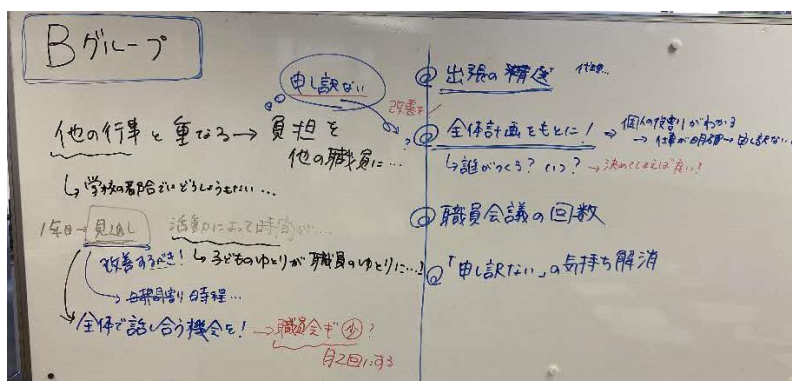 Bグループ
申し訳ない
他の行事と重なる→負担を
他の職員に…
↳学校の都合ではどうしようもない…
1年目→見直し
活動によって時間が…
改善するべき！
↳子どものゆとりが職員のゆとりに…！
→日課 時程…
全体で話し合う機会を！
→職員会議 少？
月2回にする
◎出張の精選
改善を
?◎全体計画をもとに！
⇒個人の役割りがわかる
→仕事が明確→申し訳ない
↳誰がつくる？いつ？
→決めてしまえば良い！
◎職員会議の回数
◎「申し訳ない」の気持ち解消